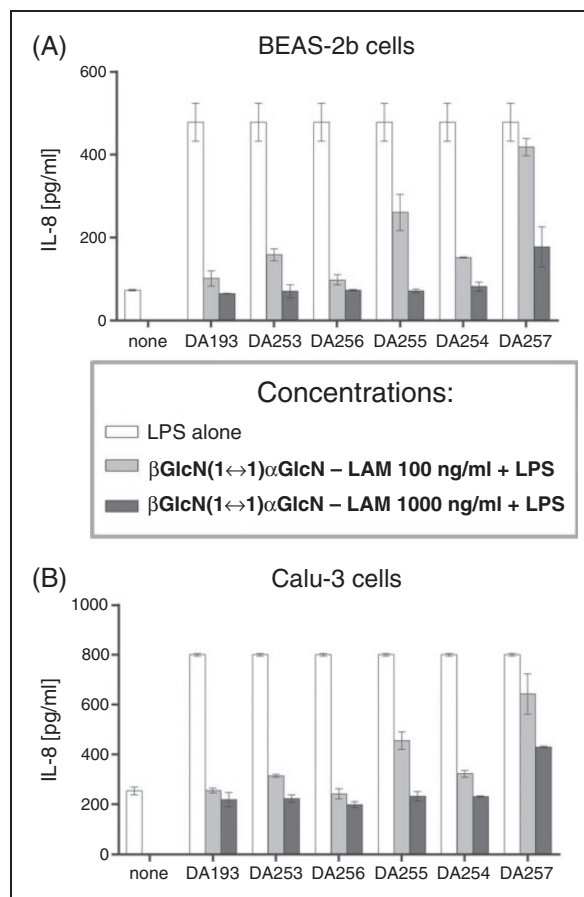 (A) BEAS-2b cells
600
400
200
0
IL-8 [pg/ml]
none DA193 DA253 DA256 DA255 DA254 DA257
Concentrations:
LPS alone
βGlcN(1↔1)αGlcN – LAM 100 ng/ml + LPS
βGlcN(1↔1)αGlcN – LAM 1000 ng/ml + LPS
(B) Calu-3 cells
1000
800
600
400
200
0
IL-8 [pg/ml]
none DA193 DA253 DA256 DA255 DA254 DA257